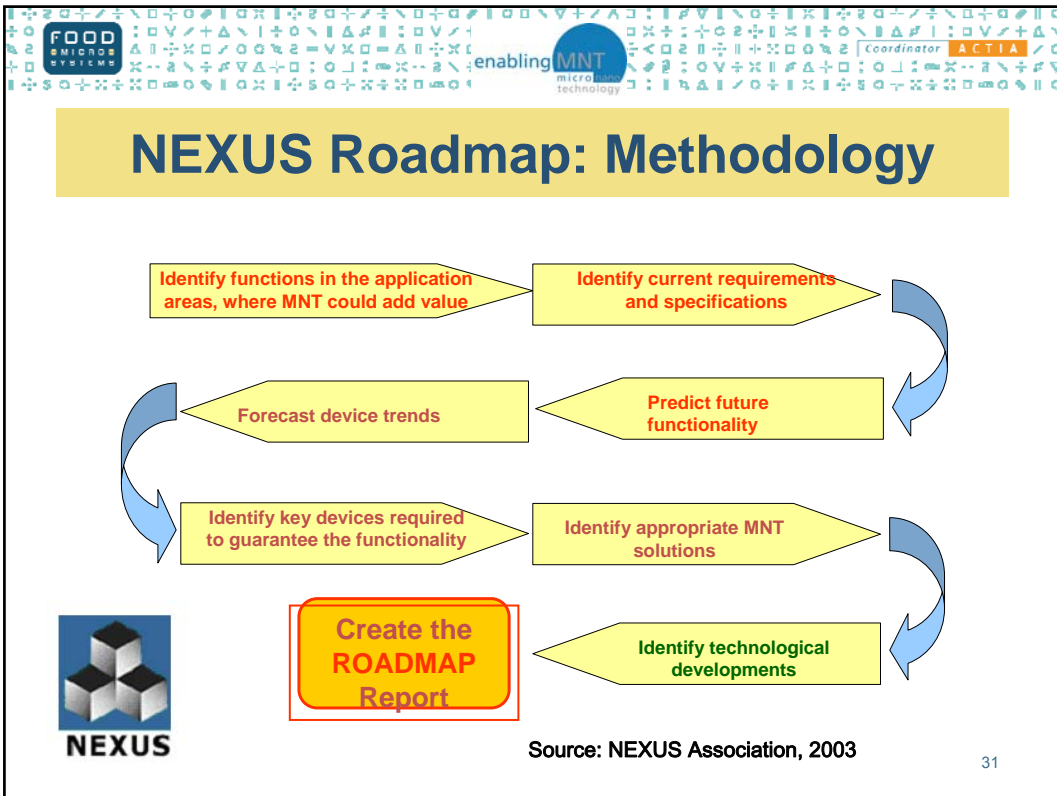 FOOD
MICRO
SYSTEMS
enabling MNT
micro nano
technology
Coordinator ACTIA
NEXUS Roadmap: Methodology
Identify functions in the application
areas, where MNT could add value
Identify current requirements
and specifications
Predict future
functionality
Forecast device trends
Identify key devices required
to guarantee the functionality
Identify appropriate MNT
solutions
Identify technological
developments
Create the
ROADMAP
Report
NEXUS
Source: NEXUS Association, 2003
31